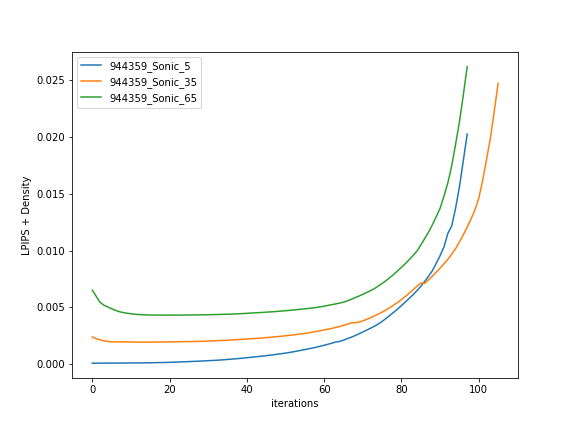 944359_Sonic_5
944359_Sonic_35
944359_Sonic_65
LPIPS + Density
0.025
0.020
0.015
0.010
0.005
0.000
0 20 40 60 80 100
iterations